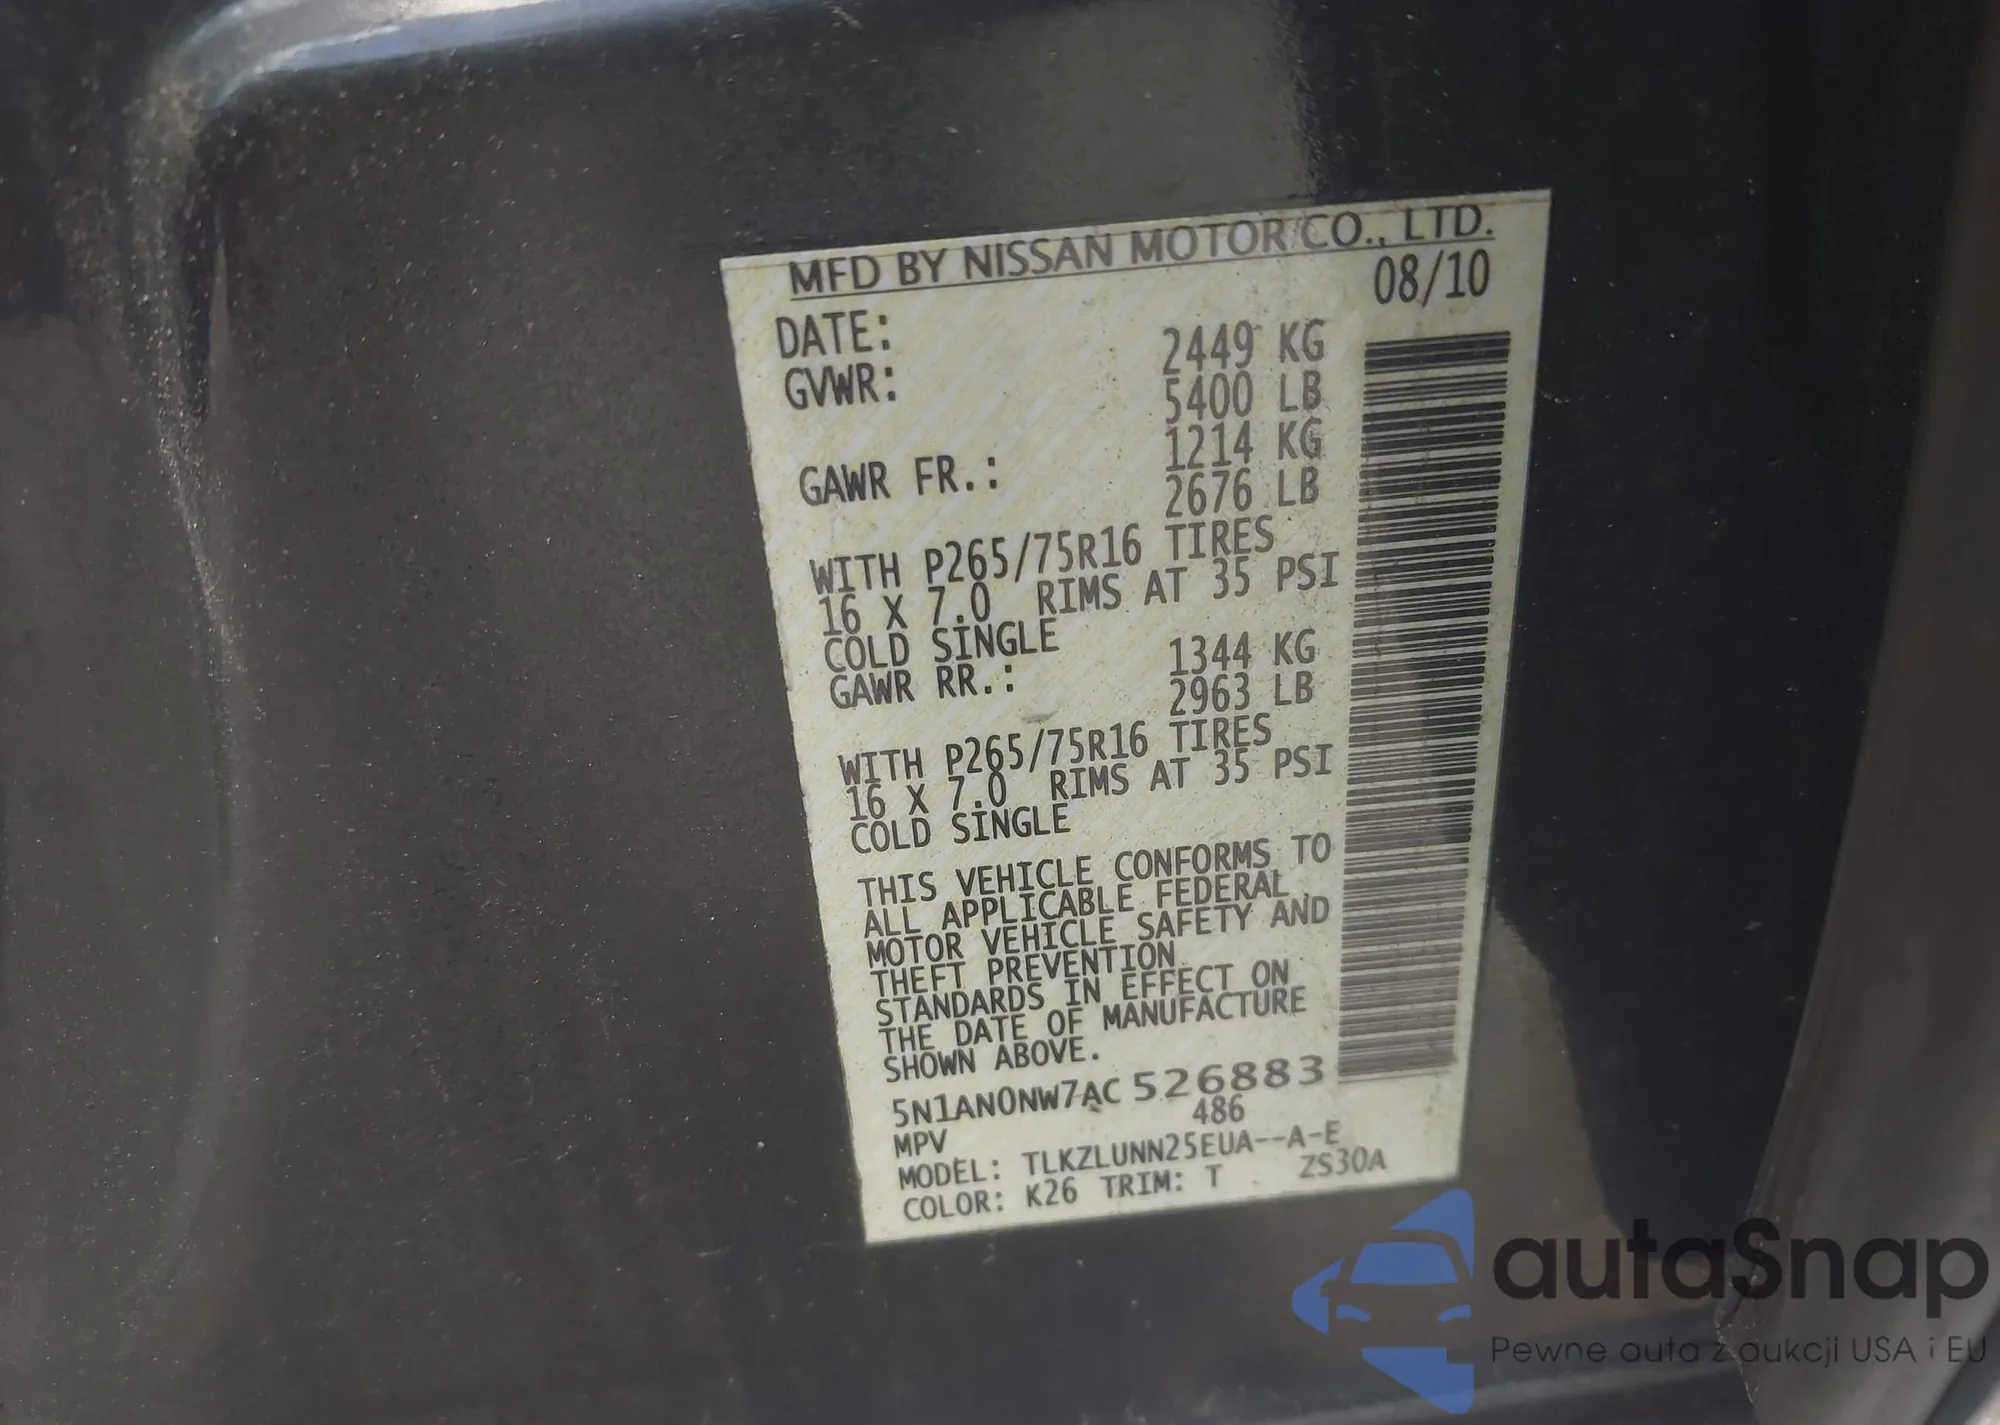 MFD BY NISSAN MOTOR CO., LTD.
DATE: 08/10
GVWR: 2449 KG
5400 LB
GAWR FR.: 1214 KG
2676 LB
WITH P265/75R16 TIRES
16 X 7.0 RIMS AT 35 PSI
COLD SINGLE
GAWR RR.: 1344 KG
2963 LB
WITH P265/75R16 TIRES
16 X 7.0 RIMS AT 35 PSI
COLD SINGLE
THIS VEHICLE CONFORMS TO
ALL APPLICABLE FEDERAL
MOTOR VEHICLE SAFETY AND
THEFT PREVENTION
STANDARDS IN EFFECT ON
THE DATE OF MANUFACTURE
SHOWN ABOVE.
5N1AN0NW7AC 526883
MPV 486
MODEL: TLKZLUNN25EUA--A-E
COLOR: K26 TRIM: T ZS30A
autaSnap
Pewne auta z aukcji USA i EU